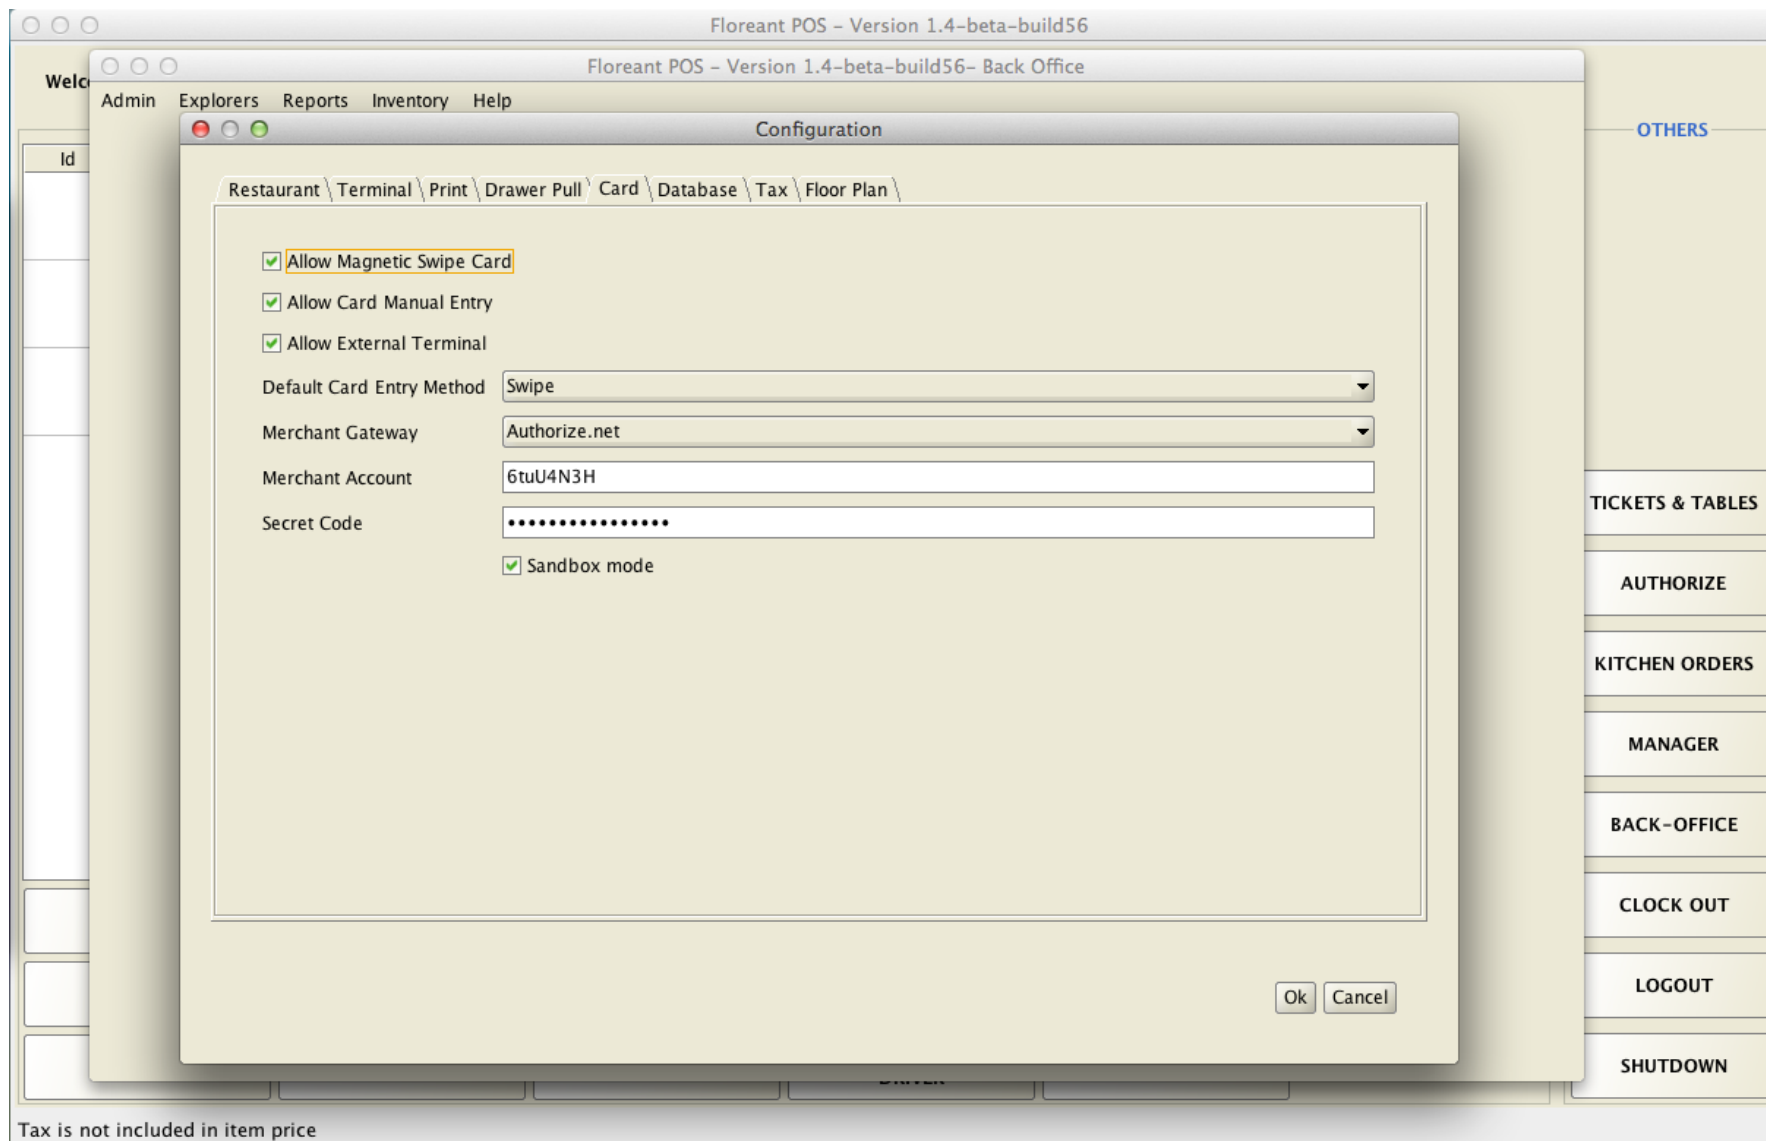 Floreant POS – Version 1.4-beta-build56
Floreant POS – Version 1.4-beta-build56– Back Office
Admin Explorers Reports Inventory Help
Configuration
OTHERS
Id
Restaurant Terminal Print Drawer Pull Card Database Tax Floor Plan
Allow Magnetic Swipe Card
Allow Card Manual Entry
Allow External Terminal
Default Card Entry Method Swipe
Merchant Gateway Authorize.net
Merchant Account 6tuU4N3H
Secret Code ••••••••••••••••
Sandbox mode
TICKETS & TABLES
AUTHORIZE
KITCHEN ORDERS
MANAGER
BACK-OFFICE
CLOCK OUT
LOGOUT
SHUTDOWN
Ok Cancel
Tax is not included in item price